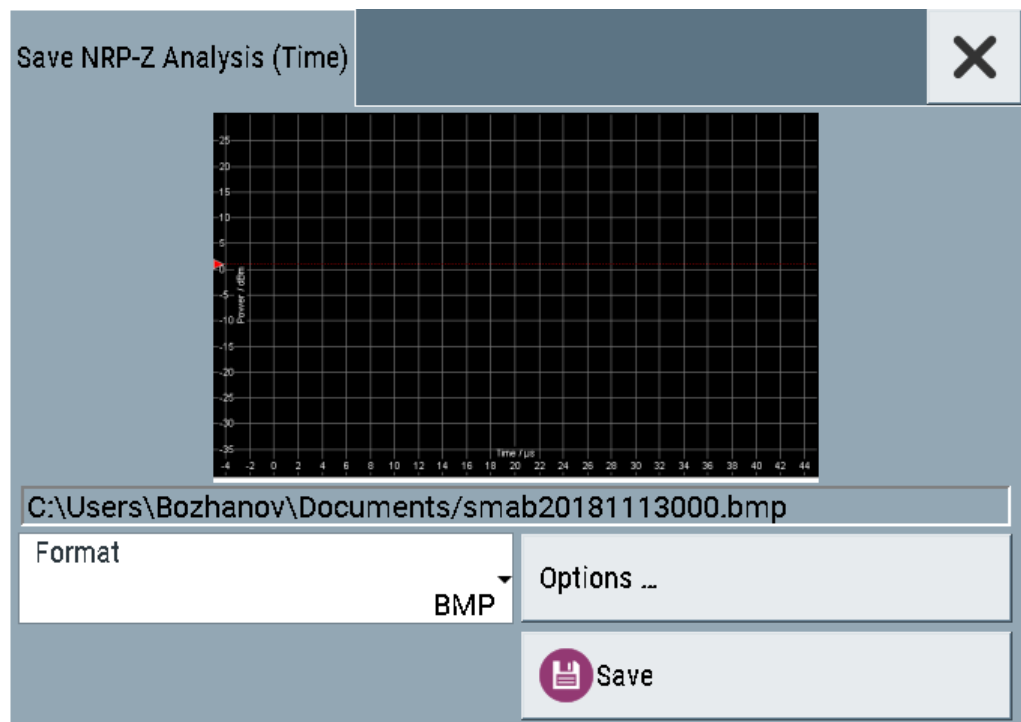 Save NRP-Z Analysis (Time)
25
20
15
10
5
0
-5
-10
-15
-20
-25
-30
-35
Power / dBm
Time / µs
-4 -2 0 2 4 6 8 10 12 14 16 18 20 22 24 26 28 30 32 34 36 38 40 42 44
C:\Users\Bozhanov\Documents/smab20181113000.bmp
Format
BMP
Options ...
Save